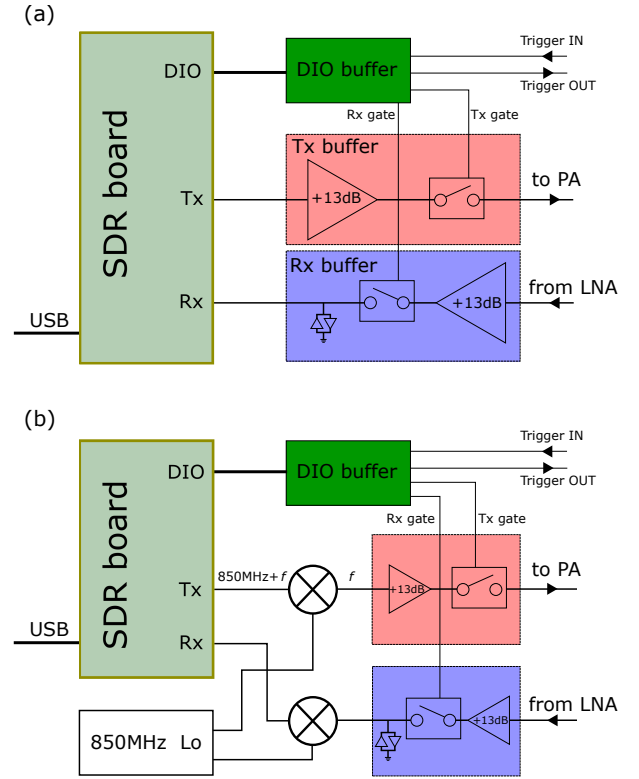 (a)
SDR board
DIO
Tx
Rx
USB
DIO buffer
Trigger IN
Trigger OUT
Rx gate
Tx gate
Tx buffer
+13dB
to PA
Rx buffer
+13dB
from LNA
(b)
SDR board
DIO
Tx
Rx
USB
DIO buffer
Trigger IN
Trigger OUT
Rx gate
Tx gate
850MHz+f
f
+13dB
to PA
+13dB
from LNA
850MHz Lo